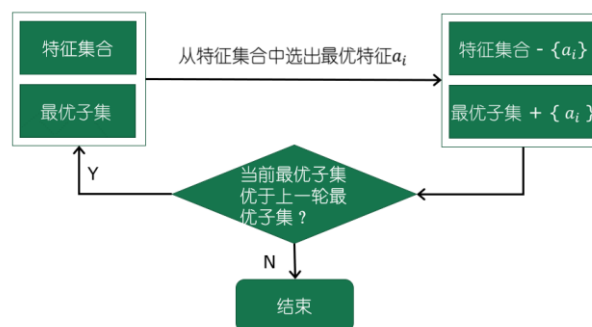 特征集合
最优子集
从特征集合中选出最优特征aᵢ
特征集合 - {aᵢ}
最优子集 + { aᵢ }
当前最优子集
优于上一轮最
优子集？
Y
N
结束